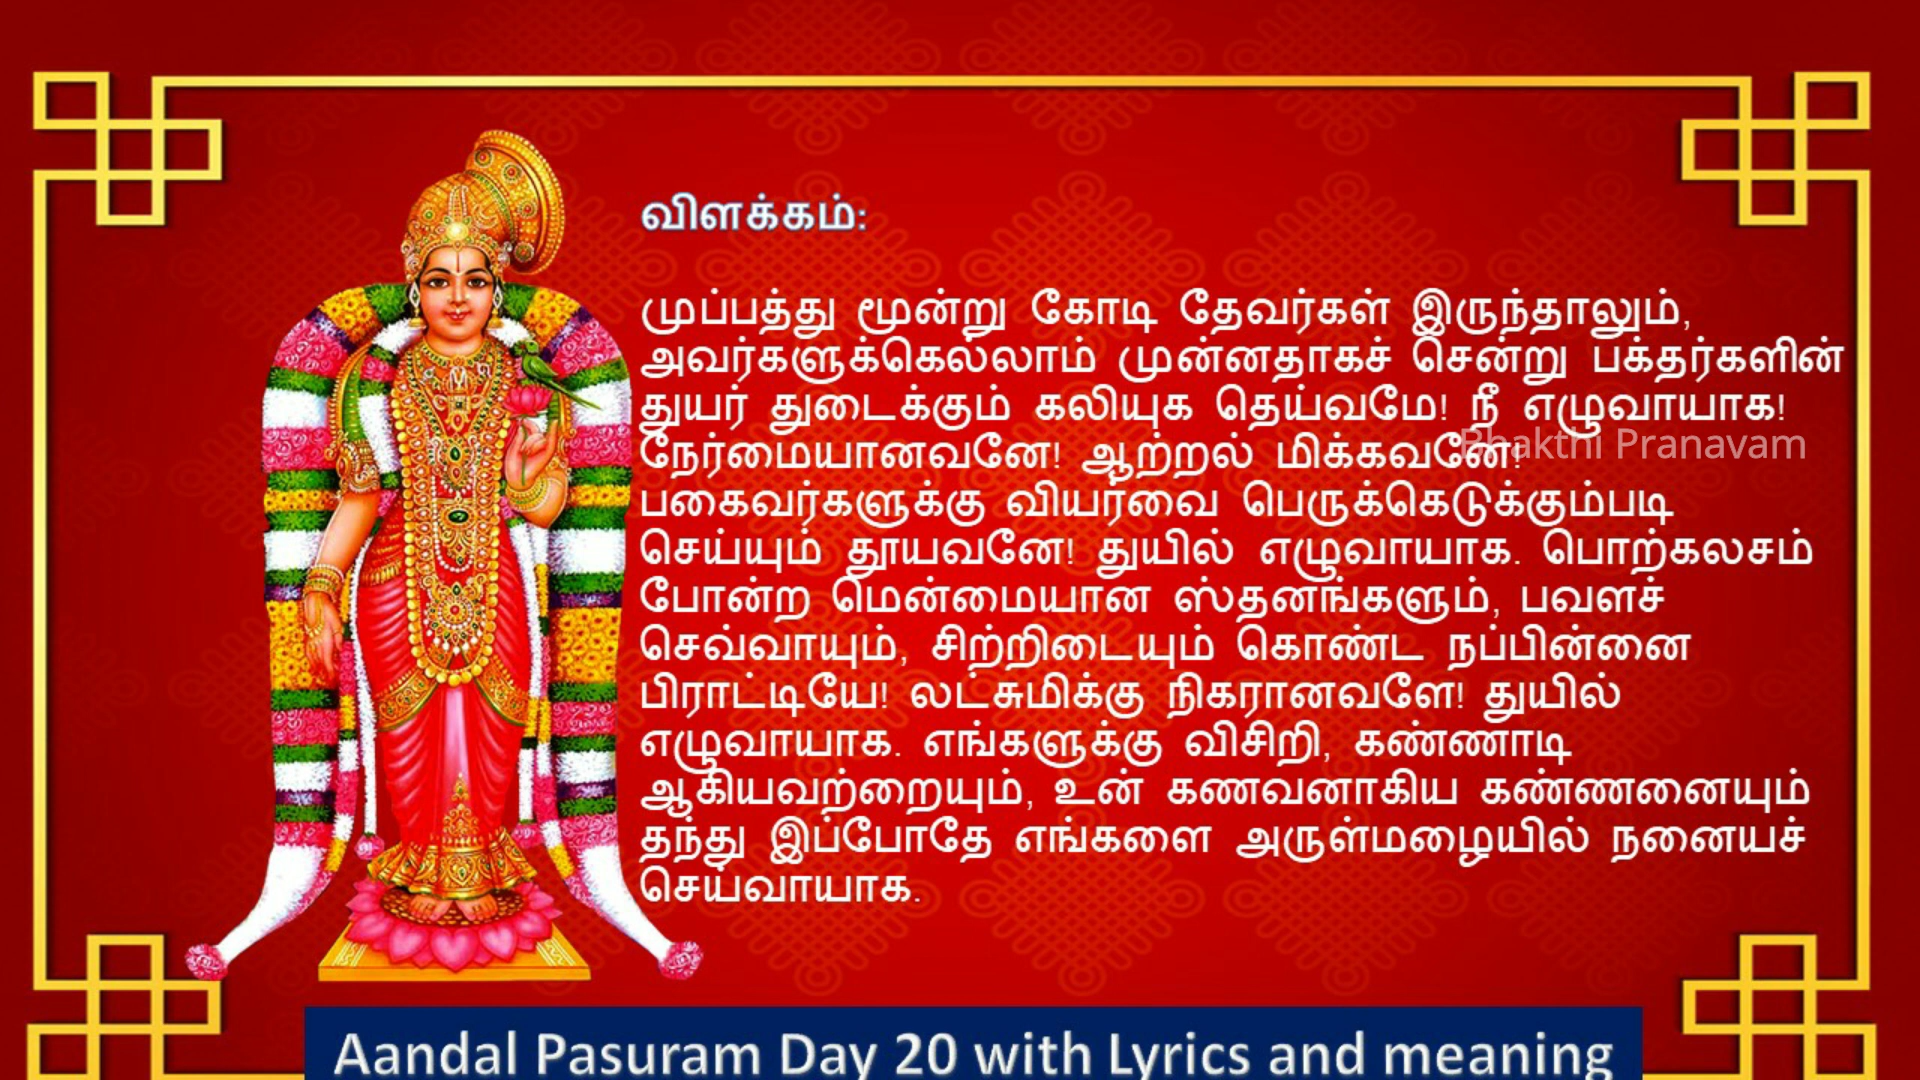 விளக்கம்:
முப்பத்து மூன்று கோடி தேவர்கள் இருந்தாலும்,
அவர்களுக்கெல்லாம் முன்னதாகச் சென்று பக்தர்களின்
துயர் துடைக்கும் கலியுக தெய்வமே! நீ எழுவாயாக!
நேர்மையானவனே! ஆற்றல் மிக்கவனே!
Bhakthi Pranavam
பகைவர்களுக்கு வியர்வை பெருக்கெடுக்கும்படி
செய்யும் தூயவனே! துயில் எழுவாயாக. பொற்கலசம்
போன்ற மென்மையான ஸ்தனங்களும், பவளச்
செவ்வாயும், சிற்றிடையும் கொண்ட நப்பின்னை
பிராட்டியே! லட்சுமிக்கு நிகரானவளே! துயில்
எழுவாயாக. எங்களுக்கு விசிறி, கண்ணாடி
ஆகியவற்றையும், உன் கணவனாகிய கண்ணனையும்
தந்து இப்போதே எங்களை அருள்மழையில் நனையச்
செய்வாயாக.
Aandal Pasuram Day 20 with Lyrics and meaning